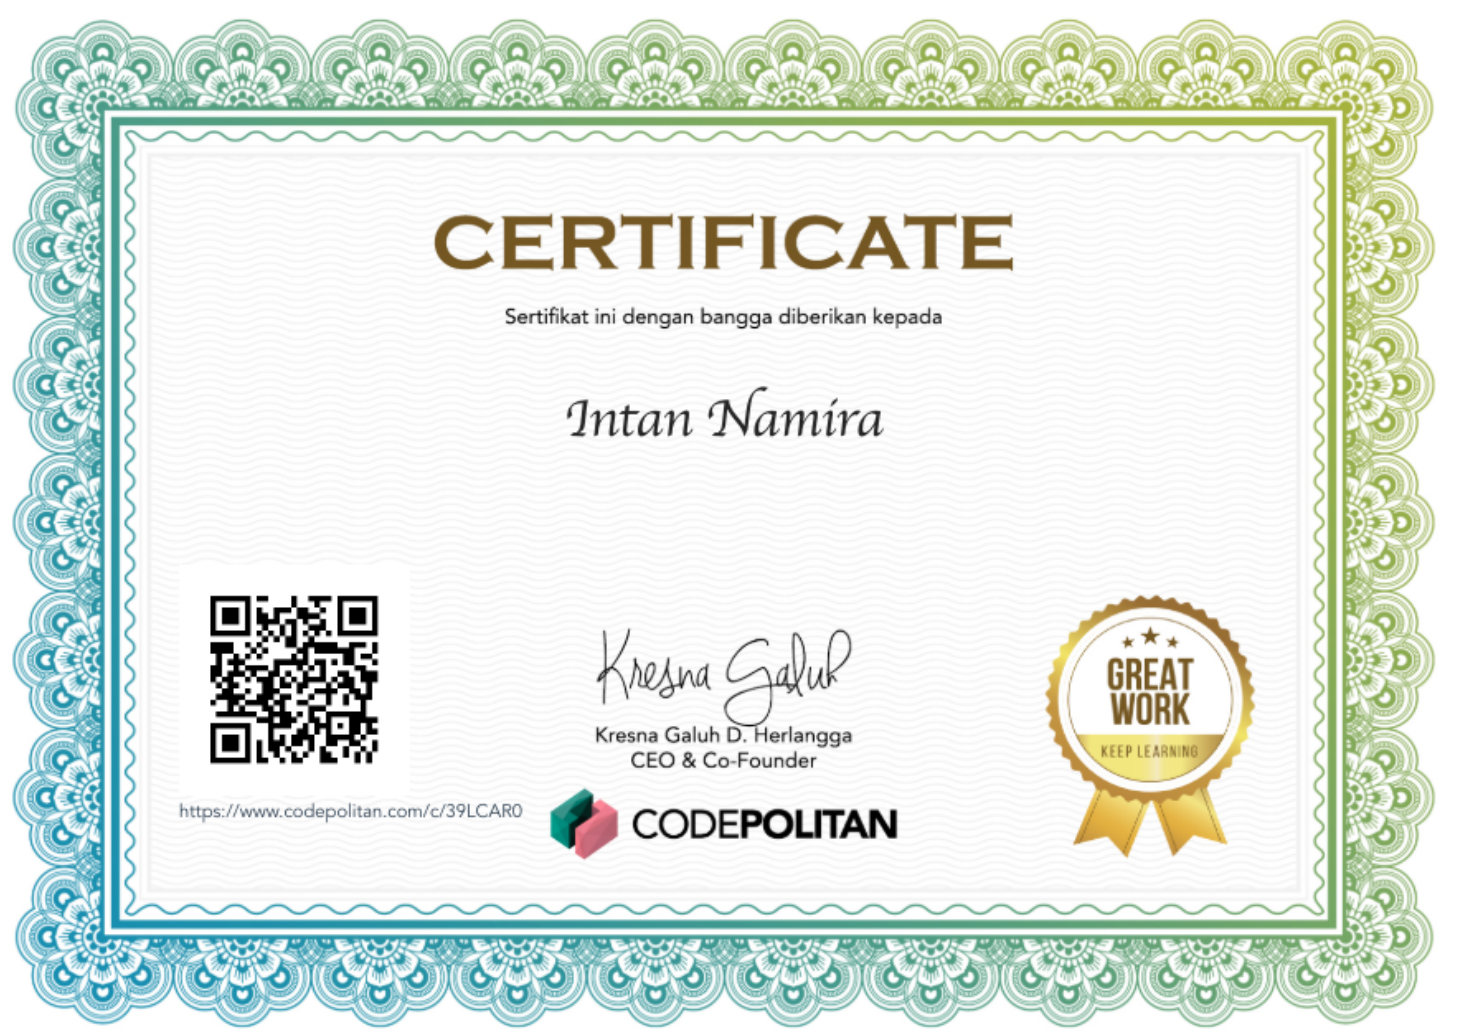 CERTIFICATE
Sertifikat ini dengan bangga diberikan kepada
Intan Namira
Kresna Galuh
Kresna Galuh D. Herlangga
CEO & Co-Founder
https://www.codepolitan.com/c/39LCAR0
CODEPOLITAN
GREAT
WORK
KEEP LEARNING